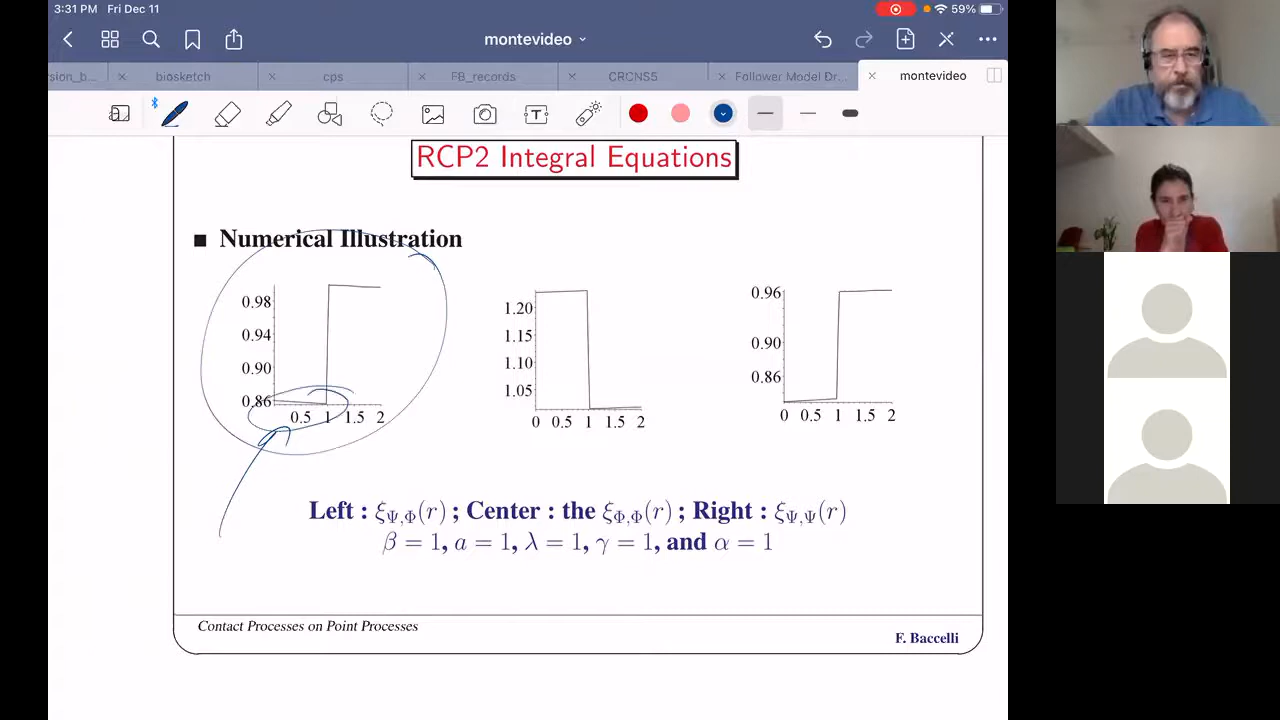 3:31 PM Fri Dec 11
59%
montevideo
biosketch
cps
FB_records
CRCNS5
Follower Model Dr...
montevideo
T
RCP2 Integral Equations
■ Numerical Illustration
0.98
0.94
0.90
0.86
0.5 1 1.5 2
1.20
1.15
1.10
1.05
0 0.5 1 1.5 2
0.96
0.90
0.86
0 0.5 1 1.5 2
Left : ξΨ,Φ(r) ; Center : the ξΦ,Φ(r) ; Right : ξΨ,Ψ(r)
β = 1, a = 1, λ = 1, γ = 1, and α = 1
Contact Processes on Point Processes
F. Baccelli